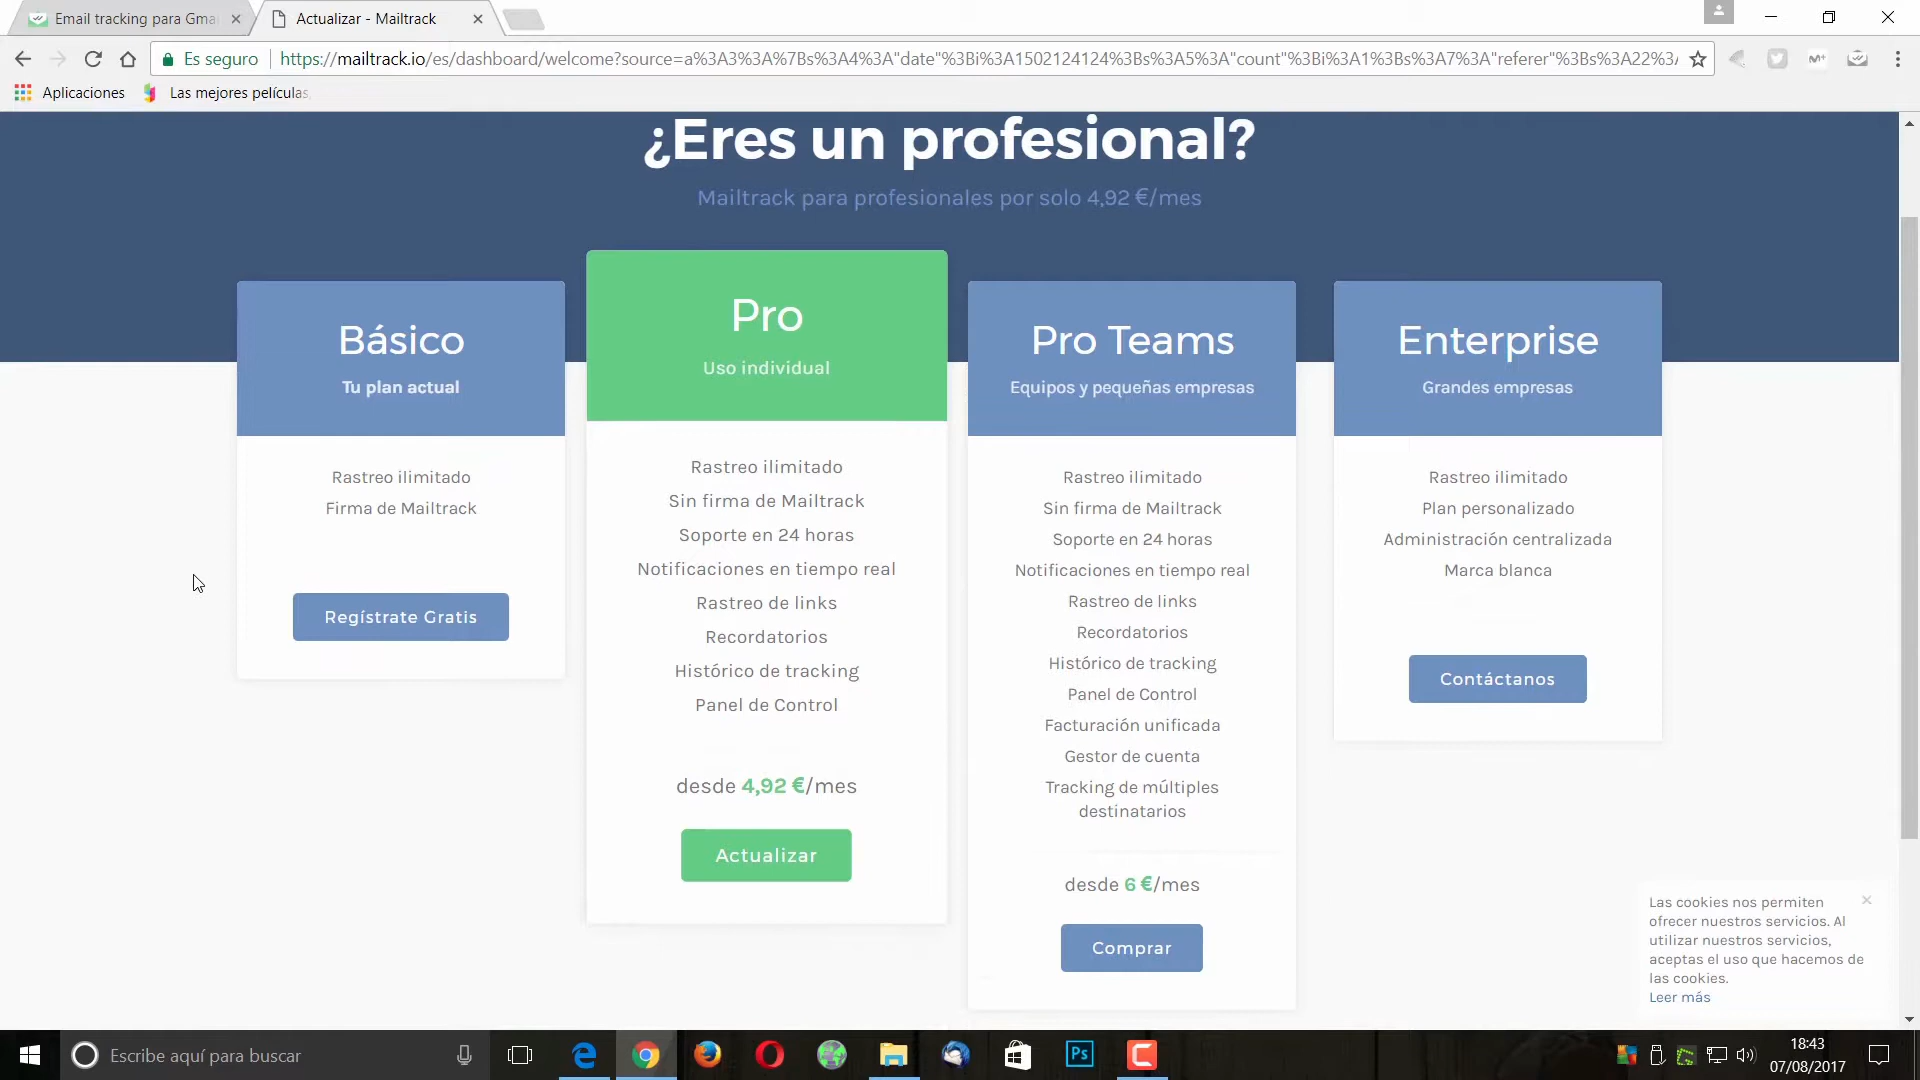 Email tracking para Gma
Actualizar - Mailtrack
Es seguro
https://mailtrack.io/es/dashboard/welcome?source=a%3A3%3A%7Bs%3A4%3A"date"%3Bi%3A1502124124%3Bs%3A5%3A"count"%3Bi%3A1%3Bs%3A7%3A"referer"%3Bs%3A22%3A
Aplicaciones
Las mejores películas,
¿Eres un profesional?
Mailtrack para profesionales por solo 4,92 €/mes
Básico
Tu plan actual
Rastreo ilimitado
Firma de Mailtrack
Regístrate Gratis
Pro
Uso individual
Rastreo ilimitado
Sin firma de Mailtrack
Soporte en 24 horas
Notificaciones en tiempo real
Rastreo de links
Recordatorios
Histórico de tracking
Panel de Control
desde 4,92 €/mes
Actualizar
Pro Teams
Equipos y pequeñas empresas
Rastreo ilimitado
Sin firma de Mailtrack
Soporte en 24 horas
Notificaciones en tiempo real
Rastreo de links
Recordatorios
Histórico de tracking
Panel de Control
Facturación unificada
Gestor de cuenta
Tracking de múltiples
destinatarios
desde 6 €/mes
Comprar
Enterprise
Grandes empresas
Rastreo ilimitado
Plan personalizado
Administración centralizada
Marca blanca
Contáctanos
Las cookies nos permiten
ofrecer nuestros servicios. Al
utilizar nuestros servicios,
aceptas el uso que hacemos de
las cookies.
Leer más
Escribe aquí para buscar
Ps
18:43
07/08/2017